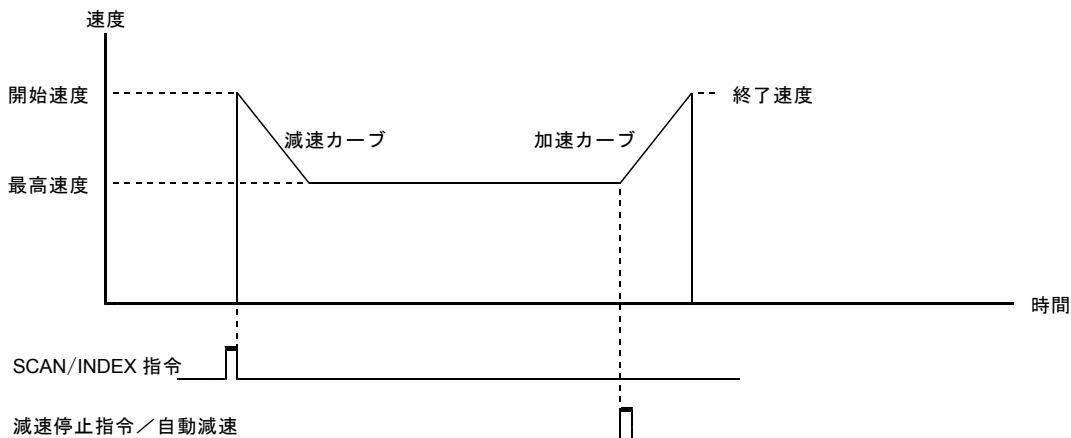 速度
開始速度
終了速度
減速カーブ
加速カーブ
最高速度
時間
SCAN/INDEX 指令
減速停止指令／自動減速